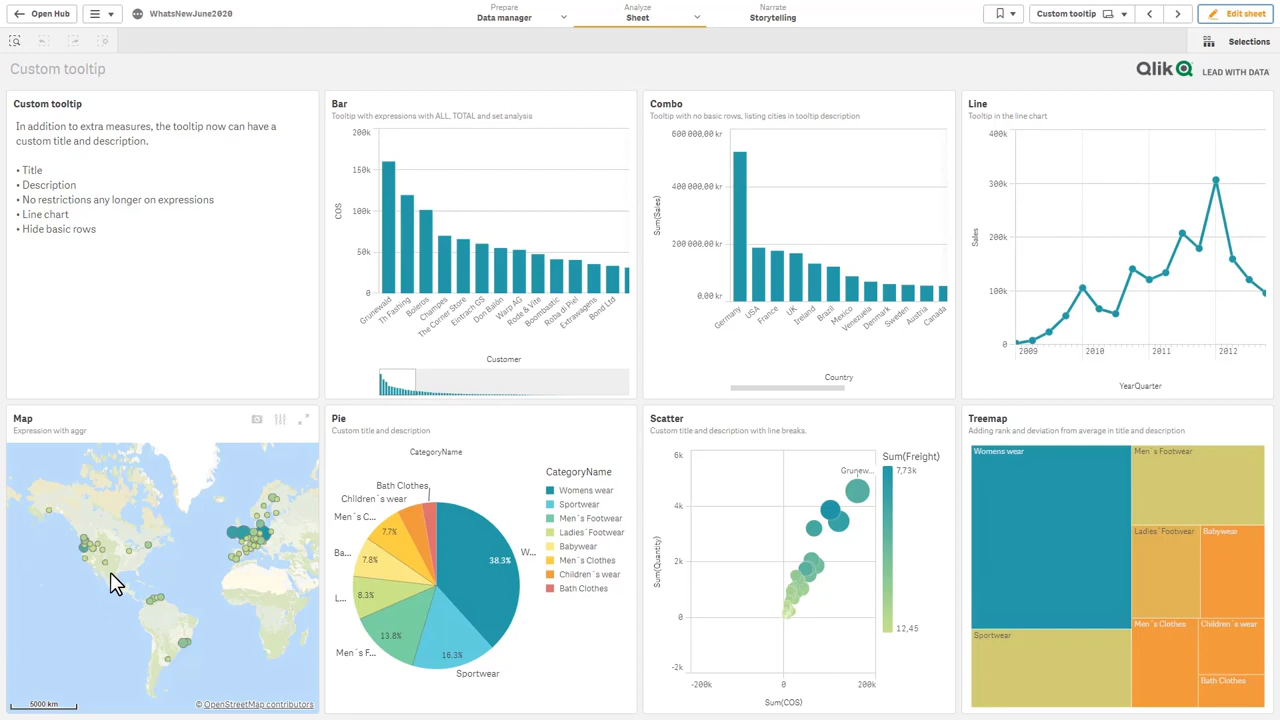 Open Hub
WhatsNewJune2020
Prepare
Data manager
Analyze
Sheet
Narrate
Storytelling
Custom tooltip
Edit sheet
Selections
Custom tooltip
Qlik
LEAD WITH DATA
Custom tooltip
In addition to extra measures, the tooltip now can have a
custom title and description.
• Title
• Description
• No restrictions any longer on expressions
• Line chart
• Hide basic rows
Bar
Tooltip with expressions with ALL, TOTAL and set analysis
COS
200k
150k
100k
50k
0
Grunewald
Th Fashing
Boleros
Champes
The Corner Store
Eintrach GS
Don Balón
Warp AG
Rode & Vite
Boombastic
Roba di Piel
Extrawagens
Bond Ltd
Customer
Combo
Tooltip with no basic rows, listing cities in tooltip description
Sum(Sales)
600 000,00 kr
400 000,00 kr
200 000,00 kr
0,00 kr
Germany
USA
France
UK
Ireland
Brazil
Mexico
Venezuela
Denmark
Sweden
Austria
Canada
Country
Line
Tooltip in the line chart
Sales
400k
300k
200k
100k
0
2009
2010
2011
2012
YearQuarter
Map
Expression with aggr
5000 km
© OpenStreetMap contributors
Pie
Custom title and description
CategoryName
Bath Clothes
Children´s wear
Men´s C...
Ba...
L...
Men´s F...
Sportwear
W...
38.3%
16.3%
13.8%
8.3%
7.8%
7.7%
CategoryName
Womens wear
Sportwear
Men´s Footwear
Ladies´Footwear
Babywear
Men´s Clothes
Children´s wear
Bath Clothes
Scatter
Custom title and description with line breaks.
Sum(Quantity)
6k
4k
2k
0
-2k
Grunew...
-200k
0
200k
Sum(COS)
Sum(Freight)
7,73k
12,45
Treemap
Adding rank and deviation from average in title and description
Womens wear
Men´s Footwear
Ladies´Footwear
Babywear
Sportwear
Men´s Clothes
Children´s wear
Bath Clothes